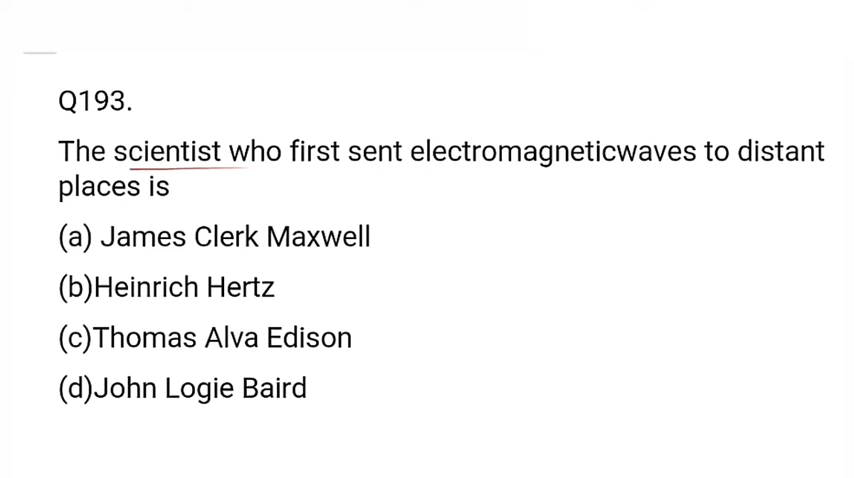 Q193.
The scientist who first sent electromagneticwaves to distant
places is
(a) James Clerk Maxwell
(b)Heinrich Hertz
(c)Thomas Alva Edison
(d)John Logie Baird